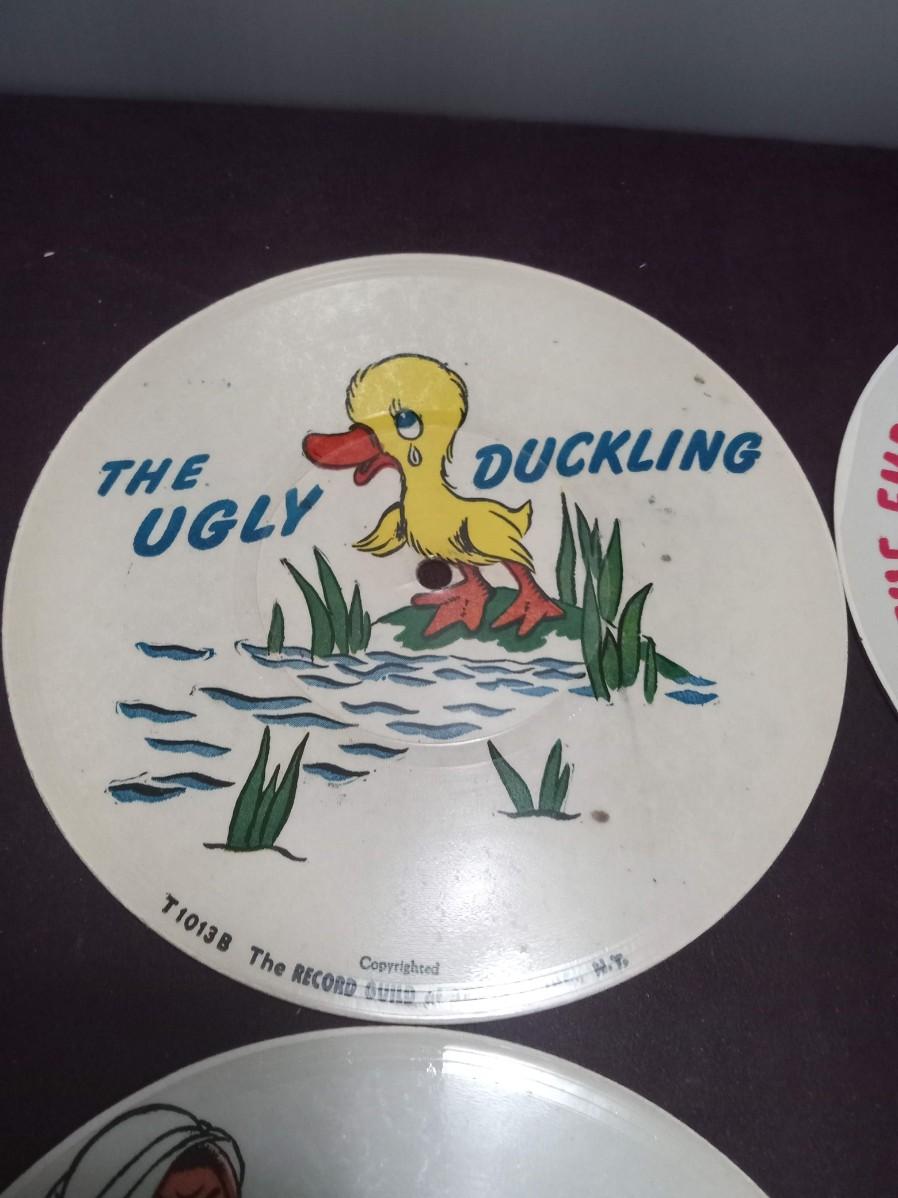 THE
UGLY
DUCKLING
T1013B The RECORD GUILD N.Y.
Copyrighted